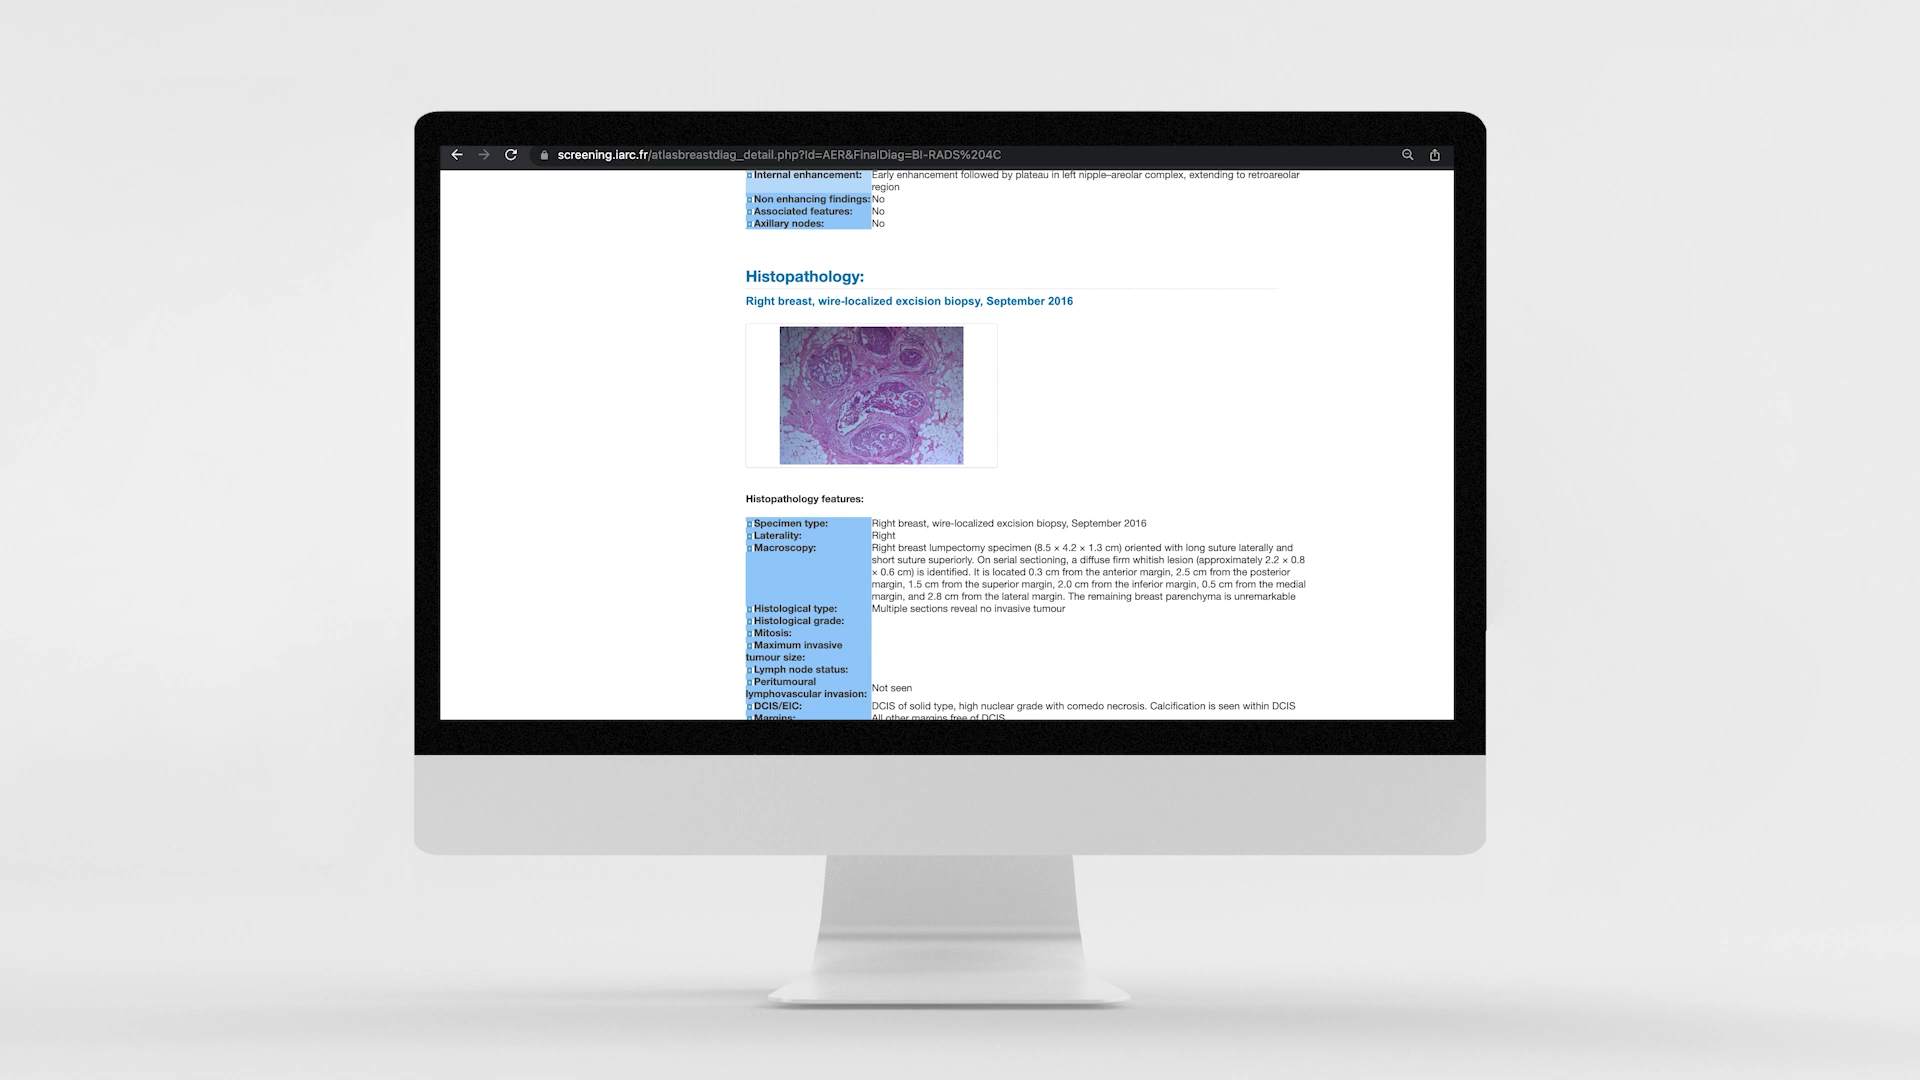 screening.iarc.fr/atlasbreastdiag_detail.php?Id=AER&FinalDiag=BI-RADS%204C
Internal enhancement: Early enhancement followed by plateau in left nipple–areolar complex, extending to retroareolar
region
Non enhancing findings: No
Associated features: No
Axillary nodes: No
Histopathology:
Right breast, wire-localized excision biopsy, September 2016
Histopathology features:
Specimen type: Right breast, wire-localized excision biopsy, September 2016
Laterality: Right
Macroscopy: Right breast lumpectomy specimen (8.5 × 4.2 × 1.3 cm) oriented with long suture laterally and
short suture superiorly. On serial sectioning, a diffuse firm whitish lesion (approximately 2.2 × 0.8
× 0.6 cm) is identified. It is located 0.3 cm from the anterior margin, 2.5 cm from the posterior
margin, 1.5 cm from the superior margin, 2.0 cm from the inferior margin, 0.5 cm from the medial
margin, and 2.8 cm from the lateral margin. The remaining breast parenchyma is unremarkable
Histological type: Multiple sections reveal no invasive tumour
Histological grade:
Mitosis:
Maximum invasive
tumour size:
Lymph node status:
Peritumoural
lymphovascular invasion: Not seen
DCIS/EIC: DCIS of solid type, high nuclear grade with comedo necrosis. Calcification is seen within DCIS
Margins: All other margins free of DCIS